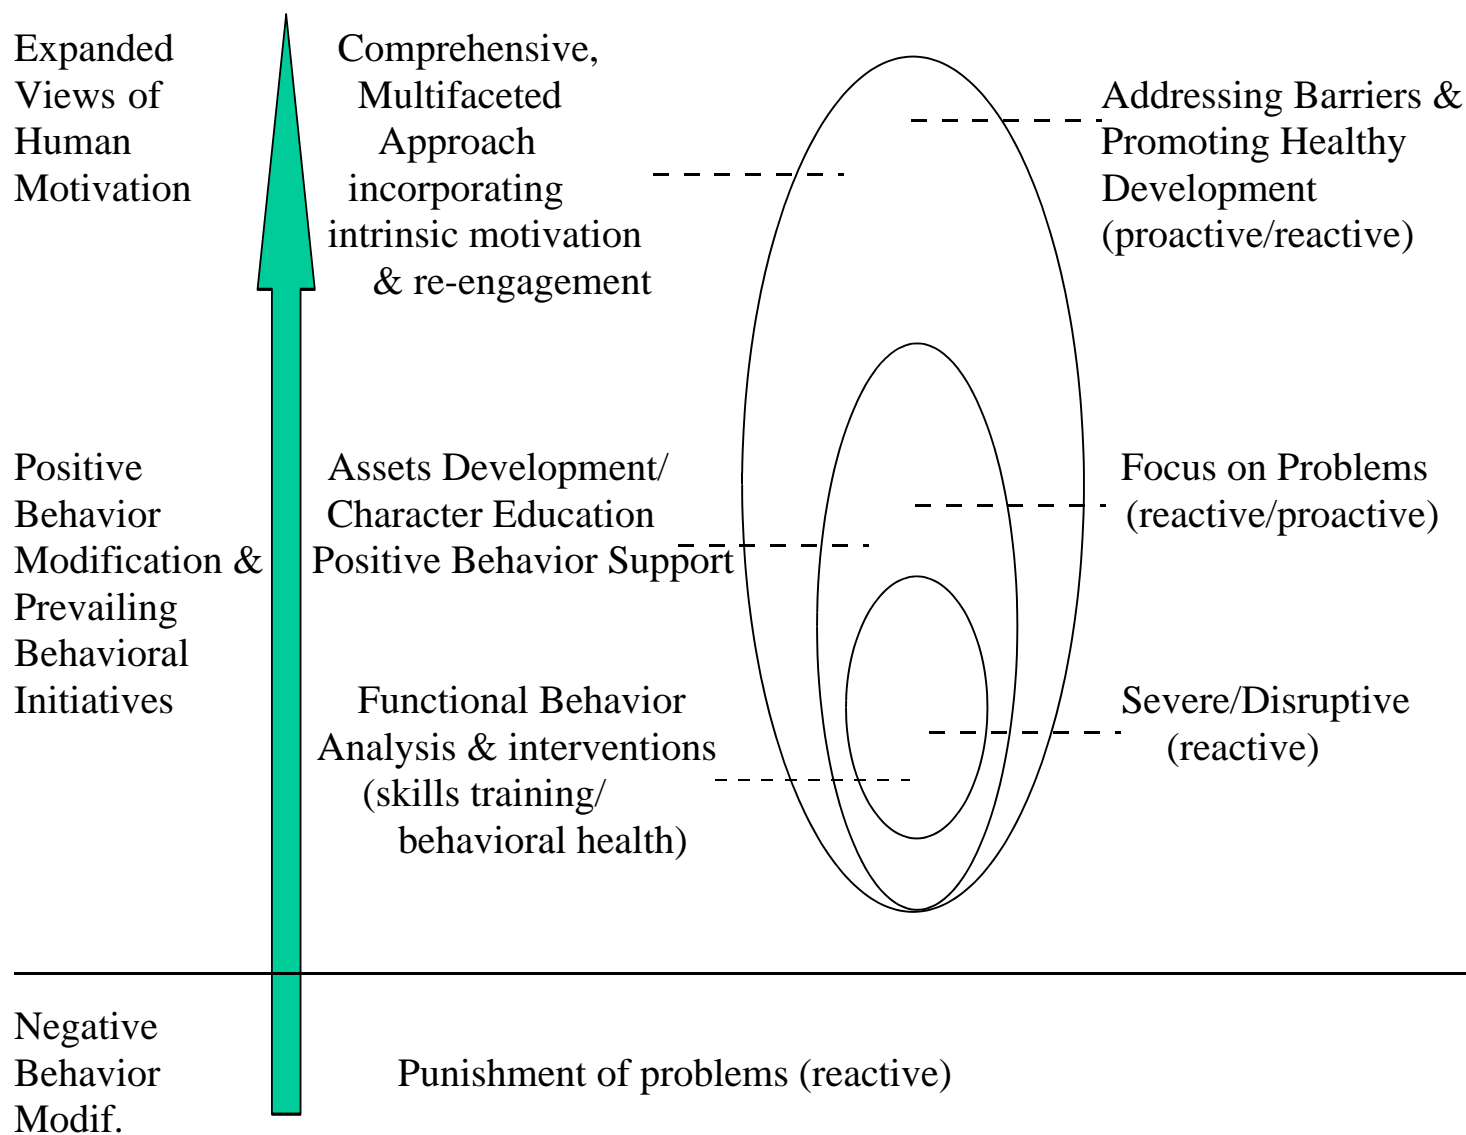 Expanded
Views of
Human
Motivation
Comprehensive,
Multifaceted
Approach
incorporating
intrinsic motivation
& re-engagement
Addressing Barriers &
Promoting Healthy
Development
(proactive/reactive)
Positive
Behavior
Modification &
Prevailing
Behavioral
Initiatives
Assets Development/
Character Education
Positive Behavior Support
Focus on Problems
(reactive/proactive)
Functional Behavior
Analysis & interventions
(skills training/
behavioral health)
Severe/Disruptive
(reactive)
Negative
Behavior
Modif.
Punishment of problems (reactive)